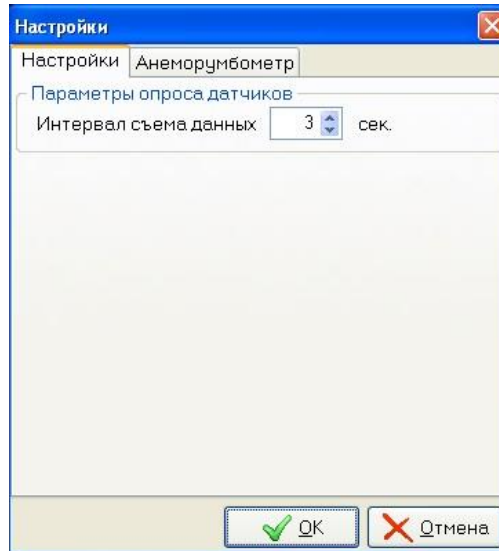 Настройки
Настройки Анеморумбометр
Параметры опроса датчиков
Интервал съема данных 3 сек.
OK Отмена